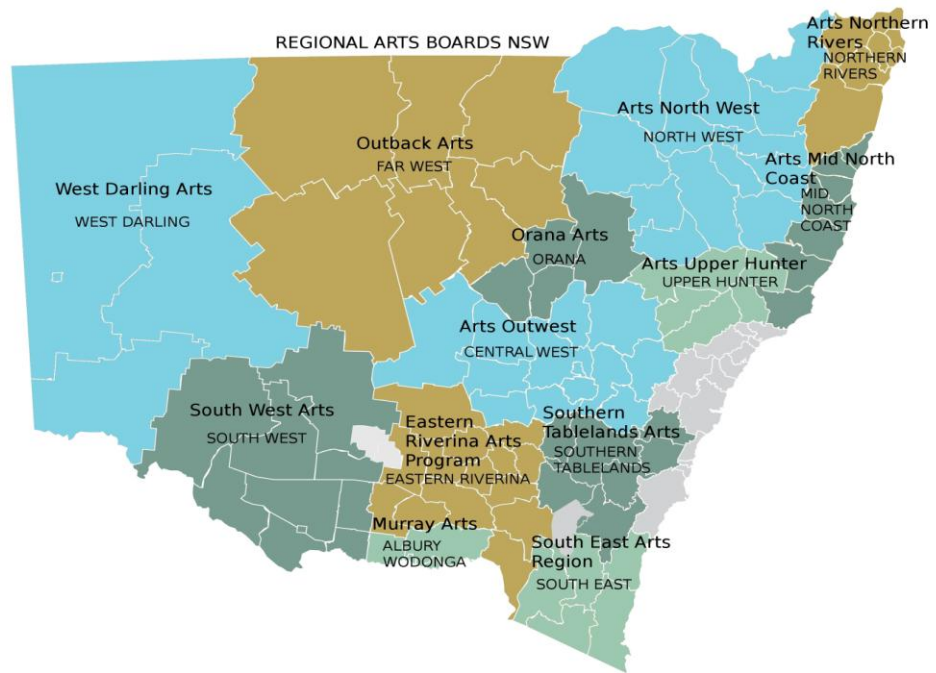 REGIONAL ARTS BOARDS NSW
Arts Northern
Rivers
NORTHERN
RIVERS
Arts North West
NORTH WEST
Outback Arts
FAR WEST
Arts Mid North
Coast
MID
NORTH
COAST
West Darling Arts
WEST DARLING
Orana Arts
ORANA
Arts Upper Hunter
UPPER HUNTER
Arts Outwest
CENTRAL WEST
South West Arts
SOUTH WEST
Eastern
Riverina Arts
Program
EASTERN RIVERINA
Southern
Tablelands Arts
SOUTHERN
TABLELANDS
Murray Arts
ALBURY
WODONGA
South East Arts
Region
SOUTH EAST